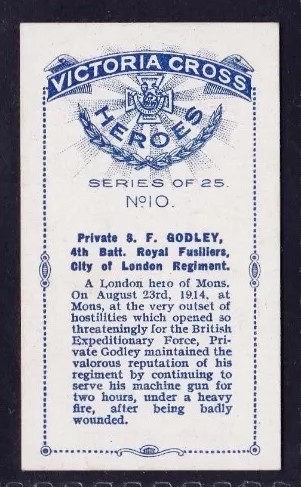 VICTORIA CROSS
HEROES
SERIES OF 25.
No 10.
Private S. F. GODLEY,
4th Batt. Royal Fusiliers,
City of London Regiment.
A London hero of Mons.
On August 23rd, 1914, at
Mons, at the very outset of
hostilities which opened so
threateningly for the British
Expeditionary Force, Pri-
vate Godley maintained the
valorous reputation of his
regiment by continuing to
serve his machine gun for
two hours, under a heavy
fire, after being badly
wounded.